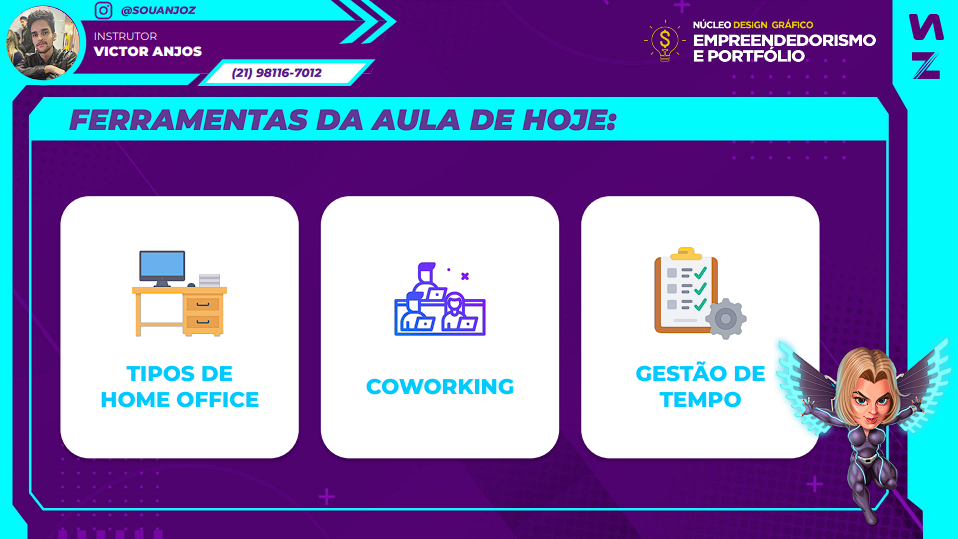 @SOUANJOZ
INSTRUTOR
VICTOR ANJOS
(21) 98116-7012
NÚCLEO DESIGN GRÁFICO
EMPREENDEDORISMO
E PORTFÓLIO
FERRAMENTAS DA AULA DE HOJE:
TIPOS DE
HOME OFFICE
COWORKING
GESTÃO DE
TEMPO